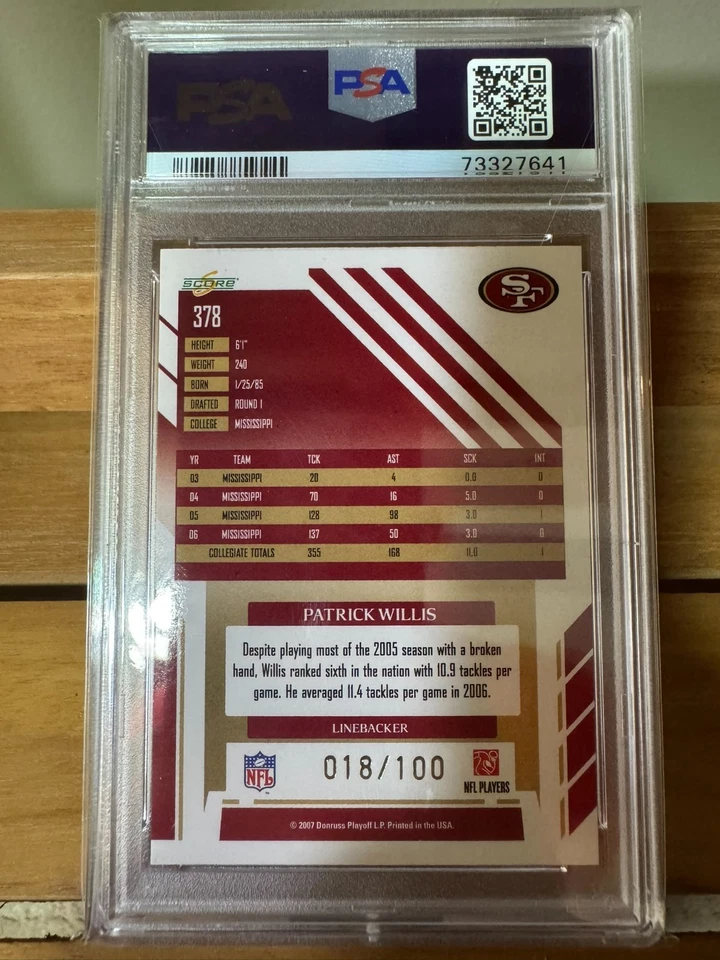 PSA
PSA
73327641
SCORE
SF
378
HEIGHT 6'1"
WEIGHT 240
BORN 1/25/85
DRAFTED ROUND 1
COLLEGE MISSISSIPPI
YR TEAM TCK AST SCK INT
03 MISSISSIPPI 20 4 0.0 0
04 MISSISSIPPI 70 16 5.0 0
05 MISSISSIPPI 128 98 3.0 1
06 MISSISSIPPI 137 50 3.0 0
COLLEGIATE TOTALS 355 168 11.0 1
PATRICK WILLIS
Despite playing most of the 2005 season with a broken
hand, Willis ranked sixth in the nation with 10.9 tackles per
game. He averaged 11.4 tackles per game in 2006.
LINEBACKER
NFL
018/100
NFL PLAYERS
© 2007 Donruss Playoff L.P. Printed in the USA.